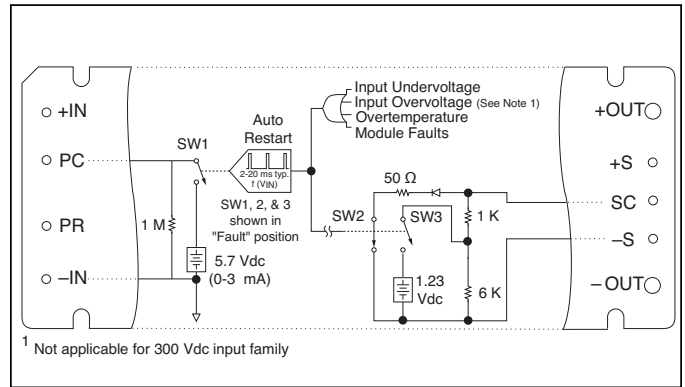 Input Undervoltage
Input Overvoltage (See Note 1)
Overtemperature
Module Faults
+IN
PC
PR
–IN
SW1
Auto
Restart
2-20 ms typ.
f (VIN)
SW1, 2, & 3
shown in
"Fault" position
1 M
5.7 Vdc
(0-3 mA)
50 Ω
SW2
SW3
1 K
1.23
Vdc
6 K
+OUT
+S
SC
–S
–OUT
1 Not applicable for 300 Vdc input family